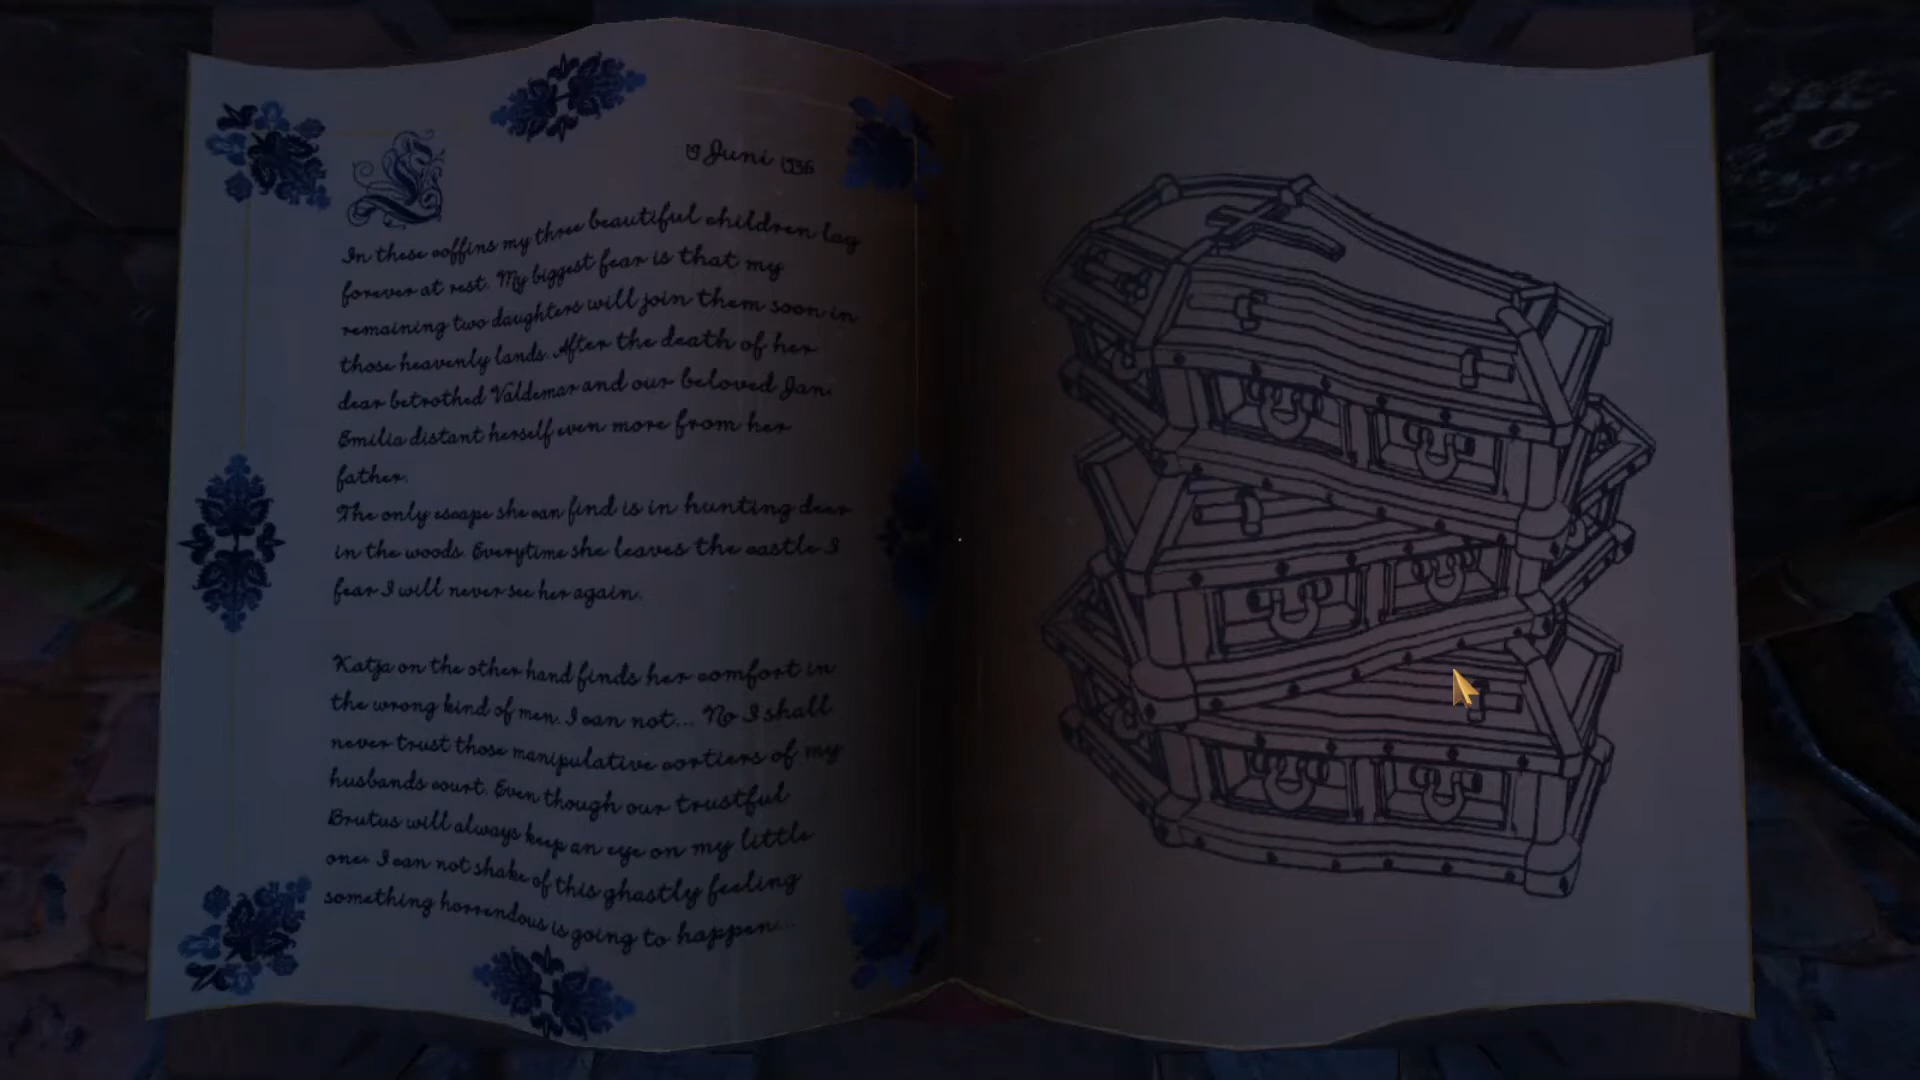 Juni
In these coffins my three beautiful children lay
forever at rest. My biggest fear is that my
remaining two daughters will join them soon in
those heavenly lands. After the death of her
dear betrothed Valdemar and our beloved Jan.
Emilia distant herself even more from her
father.
The only escape she can find is in hunting deer
in the woods. Everytime she leaves the castle I
fear I will never see her again.
Katja on the other hand finds her comfort in
the wrong kind of men. I can not... No I shall
never trust those manipulative cortiers of my
husbands court. Even though our trustful
Brutus will always keep an eye on my little
one. I can not shake of this ghastly feeling
something horrendous is going to happen...